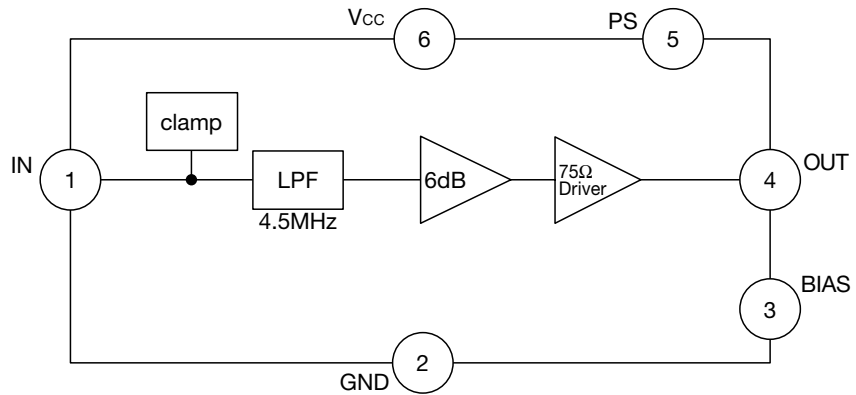 VCC
6
PS
5
clamp
IN
1
LPF
4.5MHz
6dB
75Ω
Driver
4
OUT
3
BIAS
2
GND